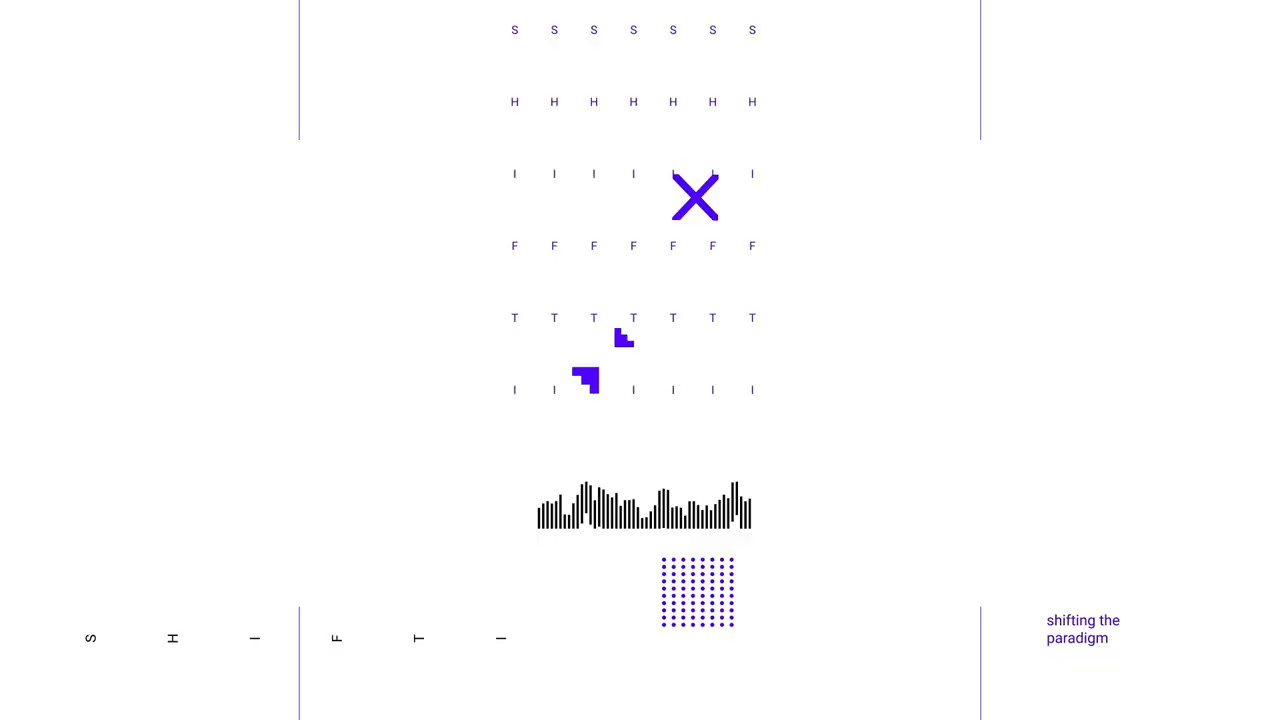 S S S S S S S
H H H H H H H
I I I I I I I
F F F F F F F
T T T T T T T
I I I I I I
S H I F T I
shifting the
paradigm